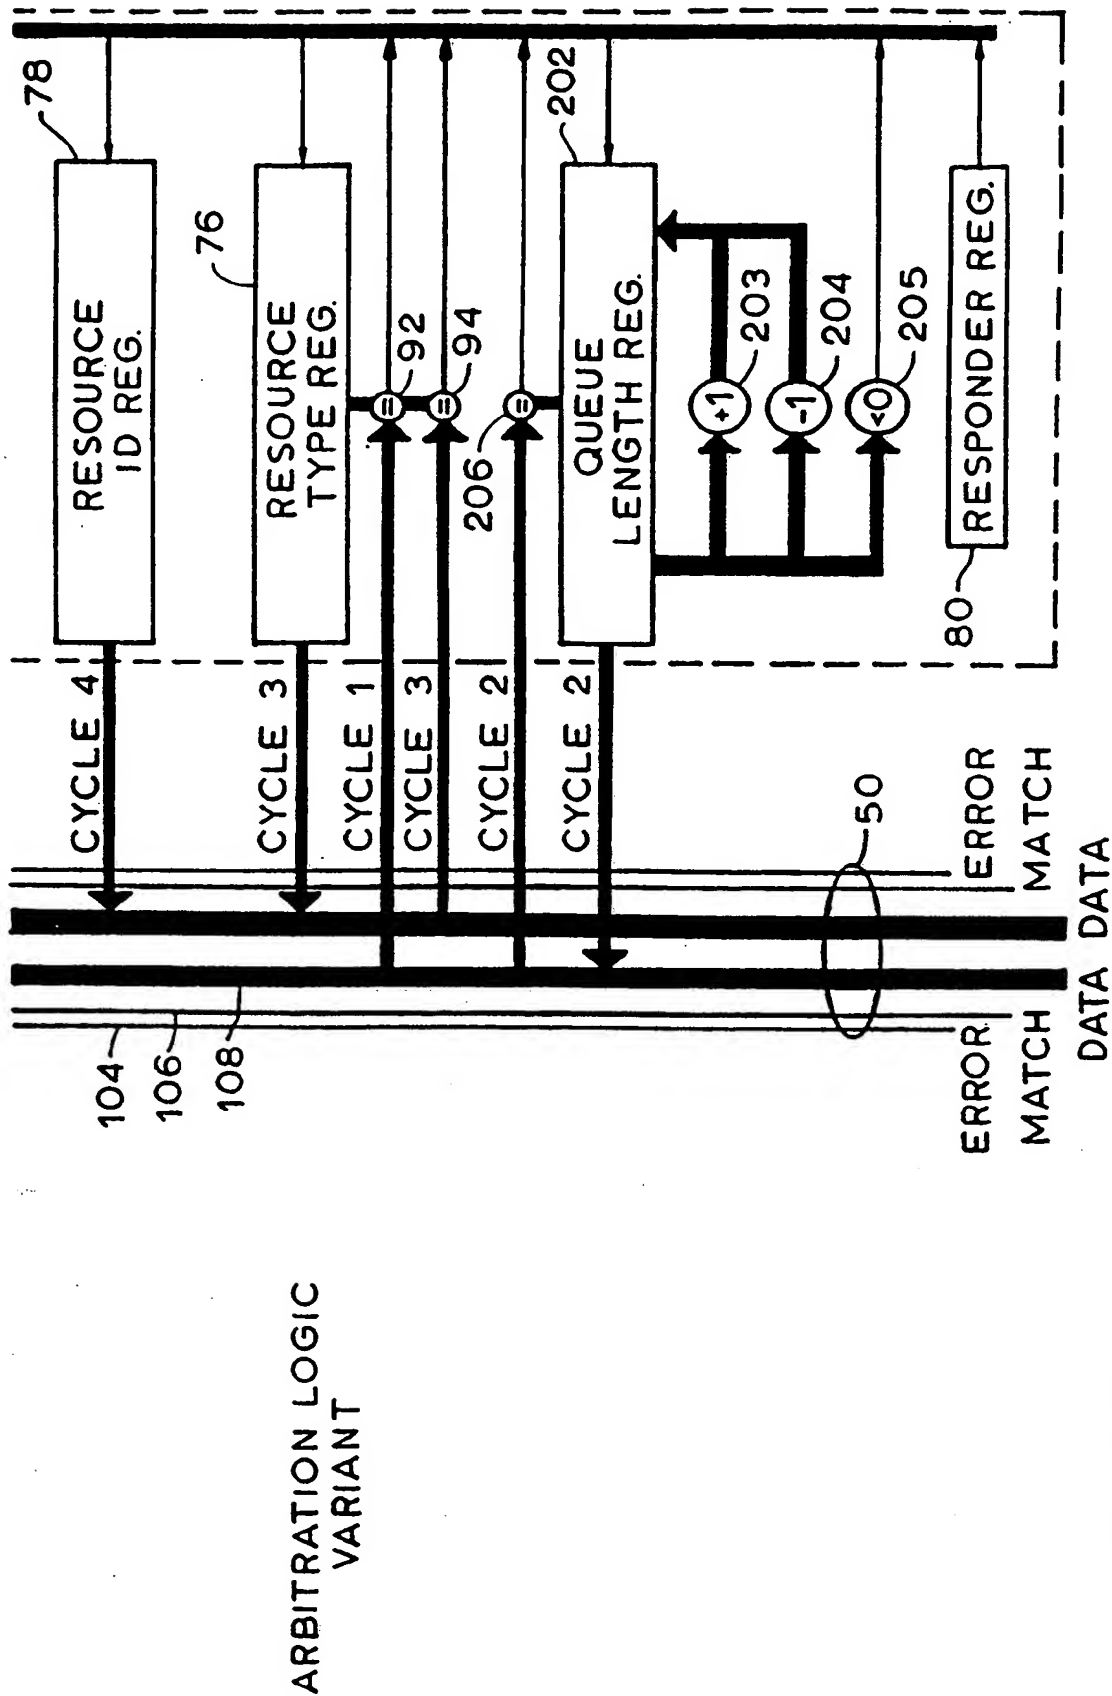 ARBITRATION LOGIC
VARIANT
104
106
108
ERROR
MATCH
DATA
DATA
ERROR
MATCH
50
CYCLE 4
CYCLE 3
CYCLE 1
CYCLE 3
CYCLE 2
CYCLE 2
RESOURCE
ID REG.
78
RESOURCE
TYPE REG.
76
=
92
=
94
=
206
QUEUE
LENGTH REG.
202
+1
203
-1
204
<0
205
80
RESPONDER REG.